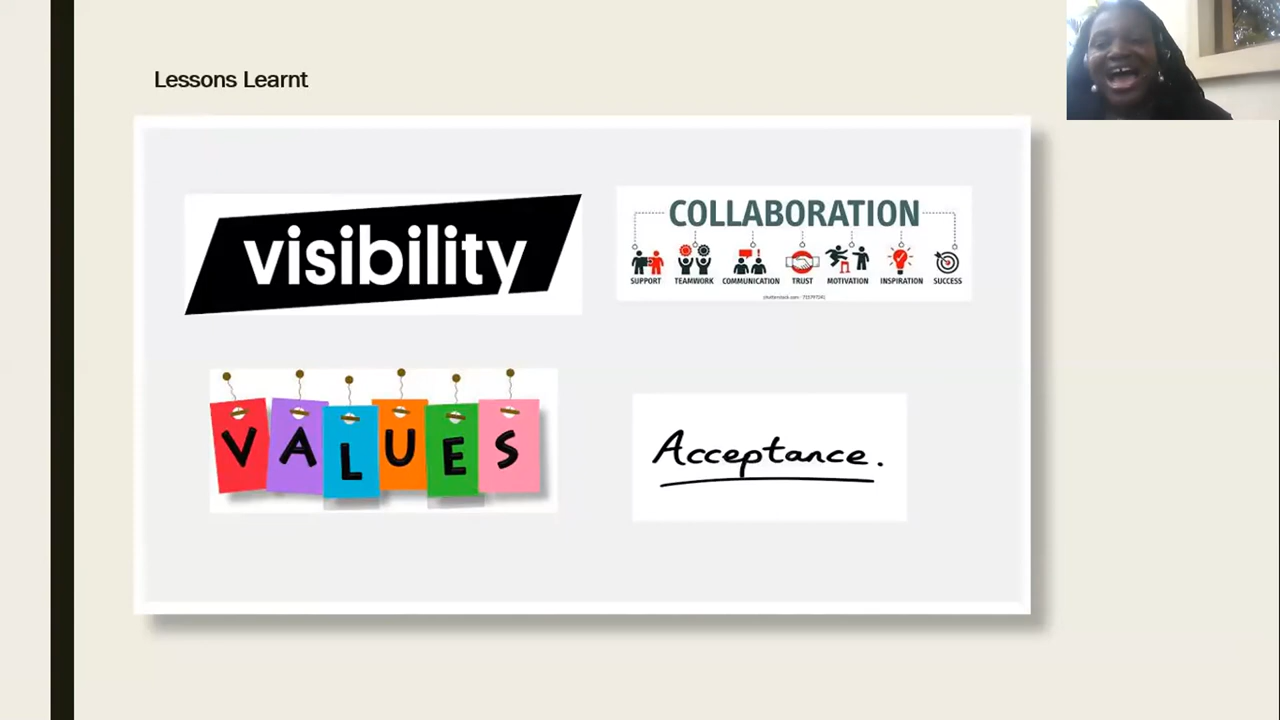 Lessons Learnt
visibility
COLLABORATION
SUPPORT TEAMWORK COMMUNICATION TRUST MOTIVATION INSPIRATION SUCCESS
VALUES
Acceptance.